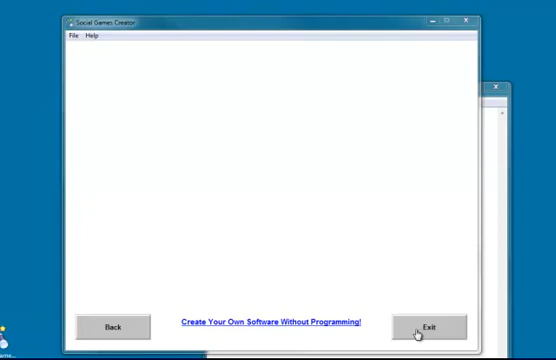 Social Games Creator
File Help
Back
Create Your Own Software Without Programming!
Exit